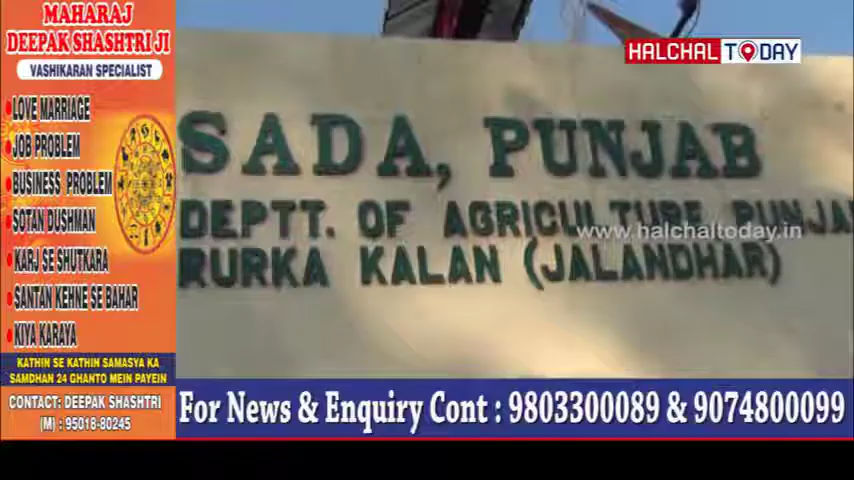 MAHARAJ
DEEPAK SHASHTRI JI
VASHIKARAN SPECIALIST
LOVE MARRIAGE
JOB PROBLEM
BUSINESS PROBLEM
SOTAN DUSHMAN
KARJ SE SHUTKARA
SANTAN KEHNE SE BAHAR
KIYA KARAYA
KATHIN SE KATHIN SAMASYA KA
SAMDHAN 24 GHANTO MEIN PAYEIN
CONTACT: DEEPAK SHASHTRI
(M) : 95018-80245
HALCHAL TODAY
SADA, PUNJAB
DEPTT. OF AGRICULTURE PUNJA
www.halchaltoday.in
RURKA KALAN (JALANDHAR)
For News & Enquiry Cont : 9803300089 & 9074800099